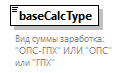 baseCalcType
Вид суммы заработка:
"ОПС-ГПХ" ИЛИ "ОПС"
или "ГПХ"